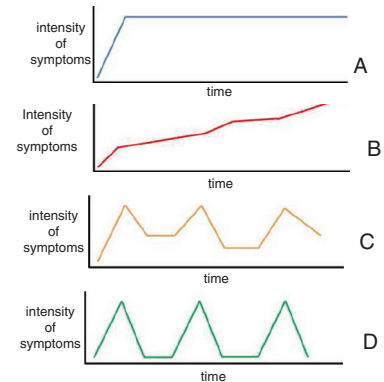 intensity
of
symptoms
A
time
Intensity
of
symptoms
B
time
intensity
of
symptoms
C
time
intensity
of
symptoms
D
time